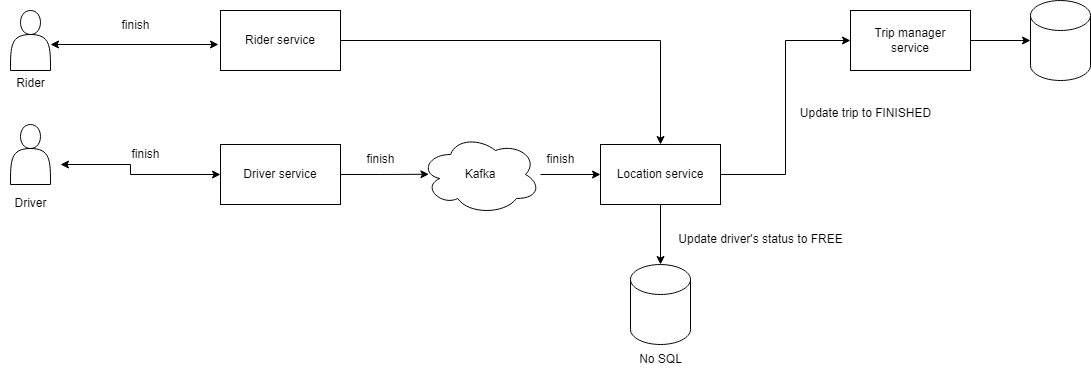 finish
Rider service
Trip manager
service
Rider
Update trip to FINISHED
finish
Driver service
finish
Kafka
finish
Location service
Driver
Update driver's status to FREE
No SQL